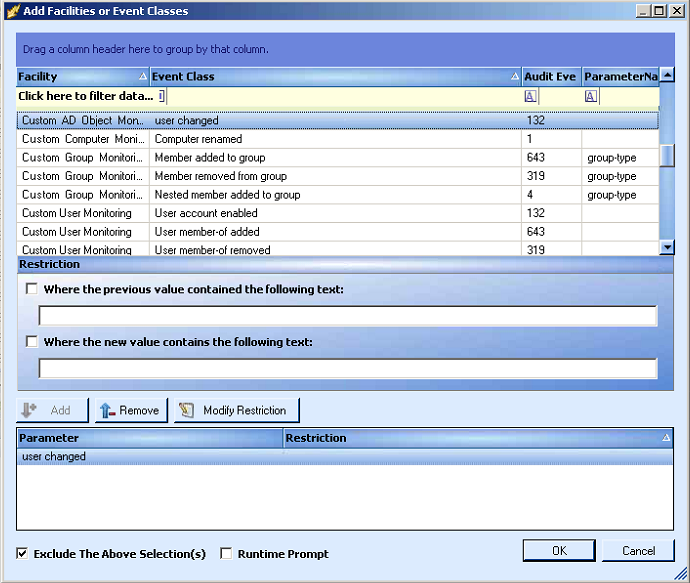 Add Facilities or Event Classes
Drag a column header here to group by that column.
Facility Event Class Audit Eve ParameterNa
Click here to filter data...
Custom AD Object Mon... user changed 132
Custom Computer Moni... Computer renamed 1
Custom Group Monitori... Member added to group 643 group-type
Custom Group Monitori... Member removed from group 319 group-type
Custom Group Monitori... Nested member added to group 4 group-type
Custom User Monitoring User account enabled 132
Custom User Monitoring User member-of added 643
Custom User Monitoring User member-of removed 319
Restriction
Where the previous value contained the following text:
Where the new value contains the following text:
Add Remove Modify Restriction
Parameter Restriction
user changed
Exclude The Above Selection(s) Runtime Prompt OK Cancel